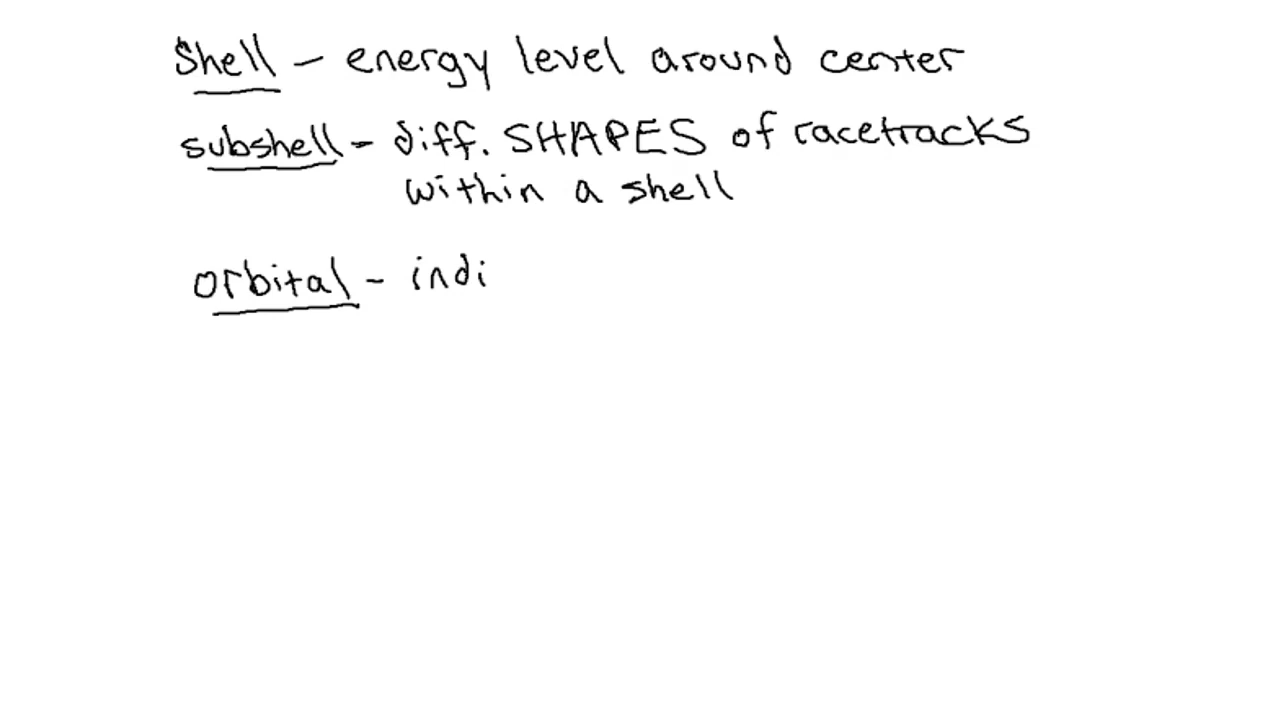 Shell - energy level around center
subshell - diff. SHAPES of racetracks
within a shell
orbital - indi